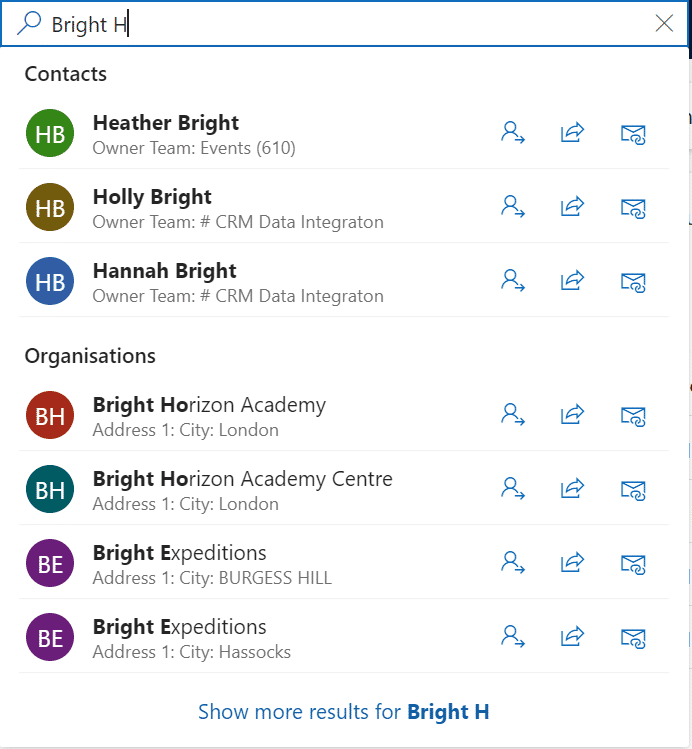 Bright H
Contacts
HB
Heather Bright
Owner Team: Events (610)
HB
Holly Bright
Owner Team: # CRM Data Integraton
HB
Hannah Bright
Owner Team: # CRM Data Integraton
Organisations
BH
Bright Horizon Academy
Address 1: City: London
BH
Bright Horizon Academy Centre
Address 1: City: London
BE
Bright Expeditions
Address 1: City: BURGESS HILL
BE
Bright Expeditions
Address 1: City: Hassocks
Show more results for Bright H